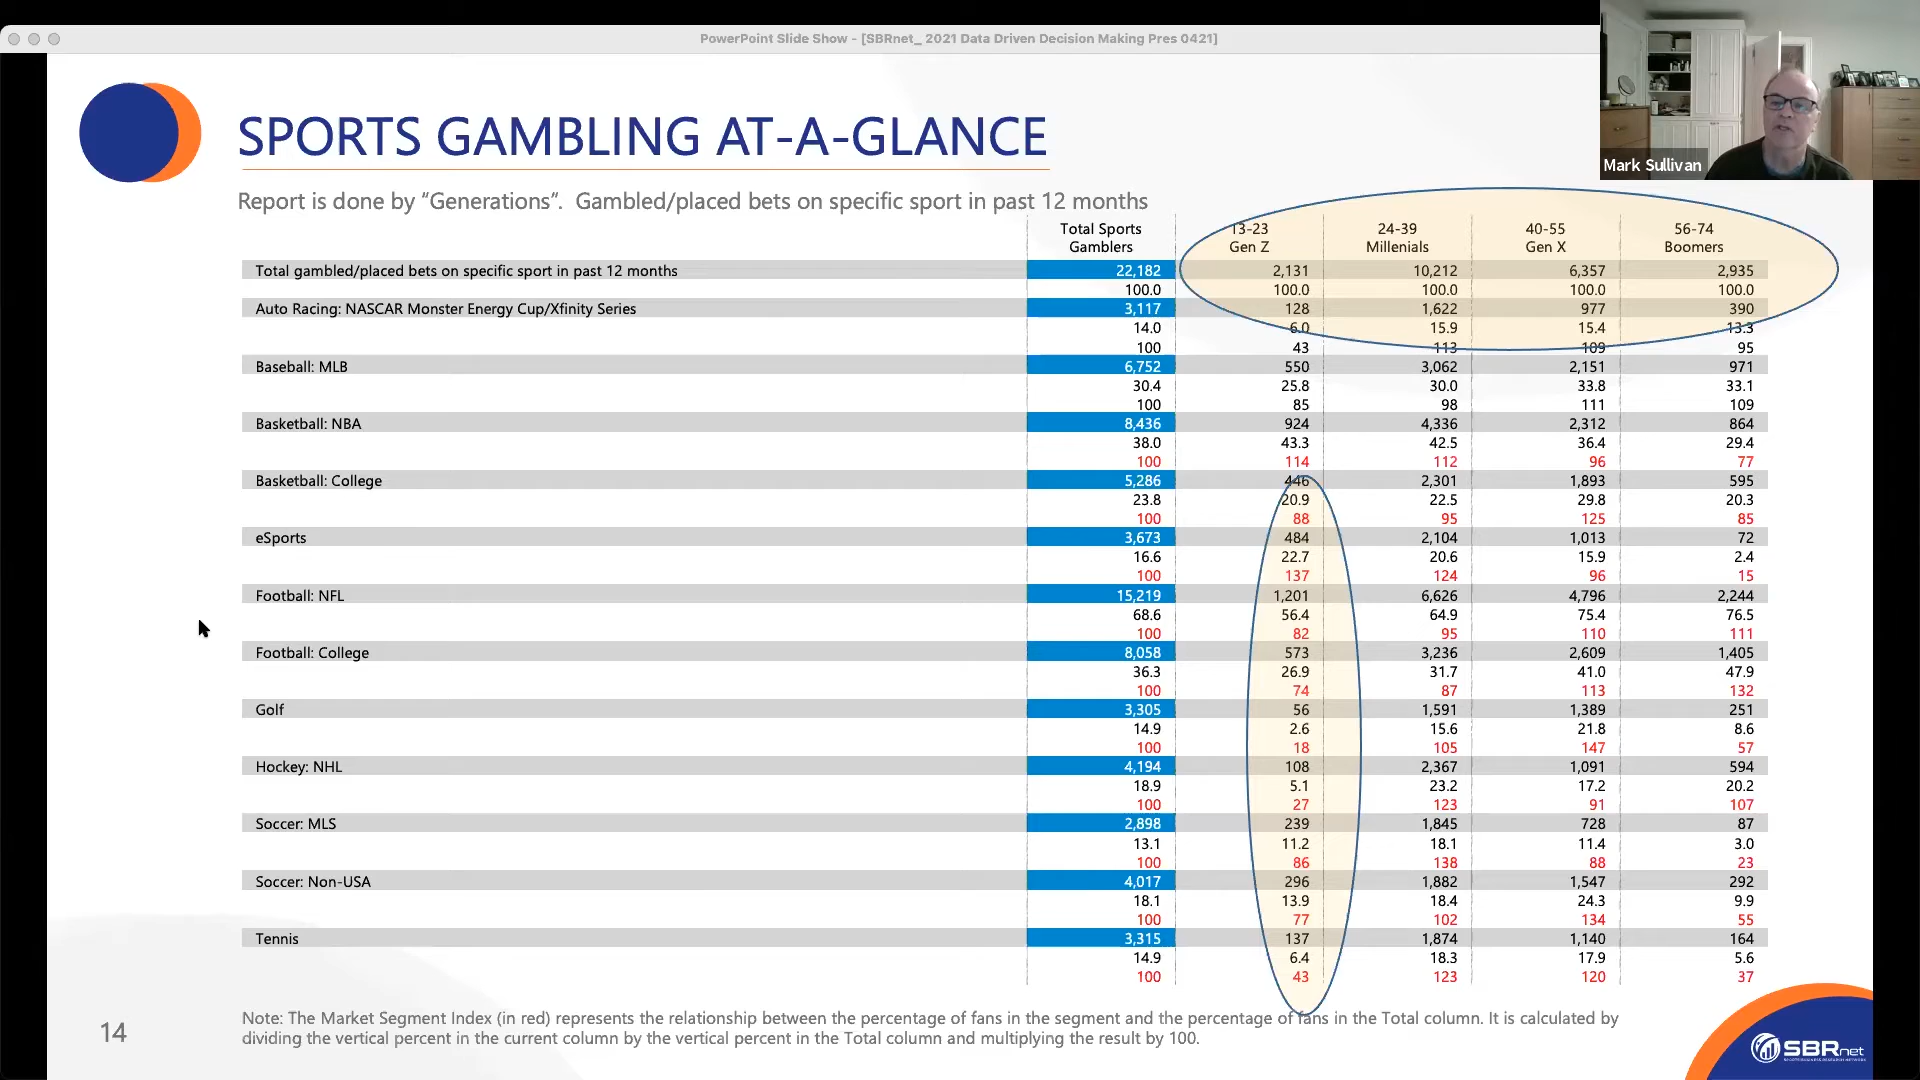 PowerPoint Slide Show - [SBRnet_ 2021 Data Driven Decision Making Pres 0421]
Mark Sullivan
SPORTS GAMBLING AT-A-GLANCE
Report is done by “Generations”. Gambled/placed bets on specific sport in past 12 months
Total Sports Gamblers 13-23 Gen Z 24-39 Millenials 40-55 Gen X 56-74 Boomers
Total gambled/placed bets on specific sport in past 12 months 22,182 2,131 10,212 6,357 2,935
100.0 100.0 100.0 100.0 100.0
Auto Racing: NASCAR Monster Energy Cup/Xfinity Series 3,117 128 1,622 977 390
14.0 6.0 15.9 15.4 13.3
100 43 113 109 95
Baseball: MLB 6,752 550 3,062 2,151 971
30.4 25.8 30.0 33.8 33.1
100 85 98 111 109
Basketball: NBA 8,436 924 4,336 2,312 864
38.0 43.3 42.5 36.4 29.4
100 114 112 96 77
Basketball: College 5,286 446 2,301 1,893 595
23.8 20.9 22.5 29.8 20.3
100 88 95 125 85
eSports 3,673 484 2,104 1,013 72
16.6 22.7 20.6 15.9 2.4
100 137 124 96 15
Football: NFL 15,219 1,201 6,626 4,796 2,244
68.6 56.4 64.9 75.4 76.5
100 82 95 110 111
Football: College 8,058 573 3,236 2,609 1,405
36.3 26.9 31.7 41.0 47.9
100 74 87 113 132
Golf 3,305 56 1,591 1,389 251
14.9 2.6 15.6 21.8 8.6
100 18 105 147 57
Hockey: NHL 4,194 108 2,367 1,091 594
18.9 5.1 23.2 17.2 20.2
100 27 123 91 107
Soccer: MLS 2,898 239 1,845 728 87
13.1 11.2 18.1 11.4 3.0
100 86 138 88 23
Soccer: Non-USA 4,017 296 1,882 1,547 292
18.1 13.9 18.4 24.3 9.9
100 77 102 134 55
Tennis 3,315 137 1,874 1,140 164
14.9 6.4 18.3 17.9 5.6
100 43 123 120 37
Note: The Market Segment Index (in red) represents the relationship between the percentage of fans in the segment and the percentage of fans in the Total column. It is calculated by
dividing the vertical percent in the current column by the vertical percent in the Total column and multiplying the result by 100.
14
SBRnet